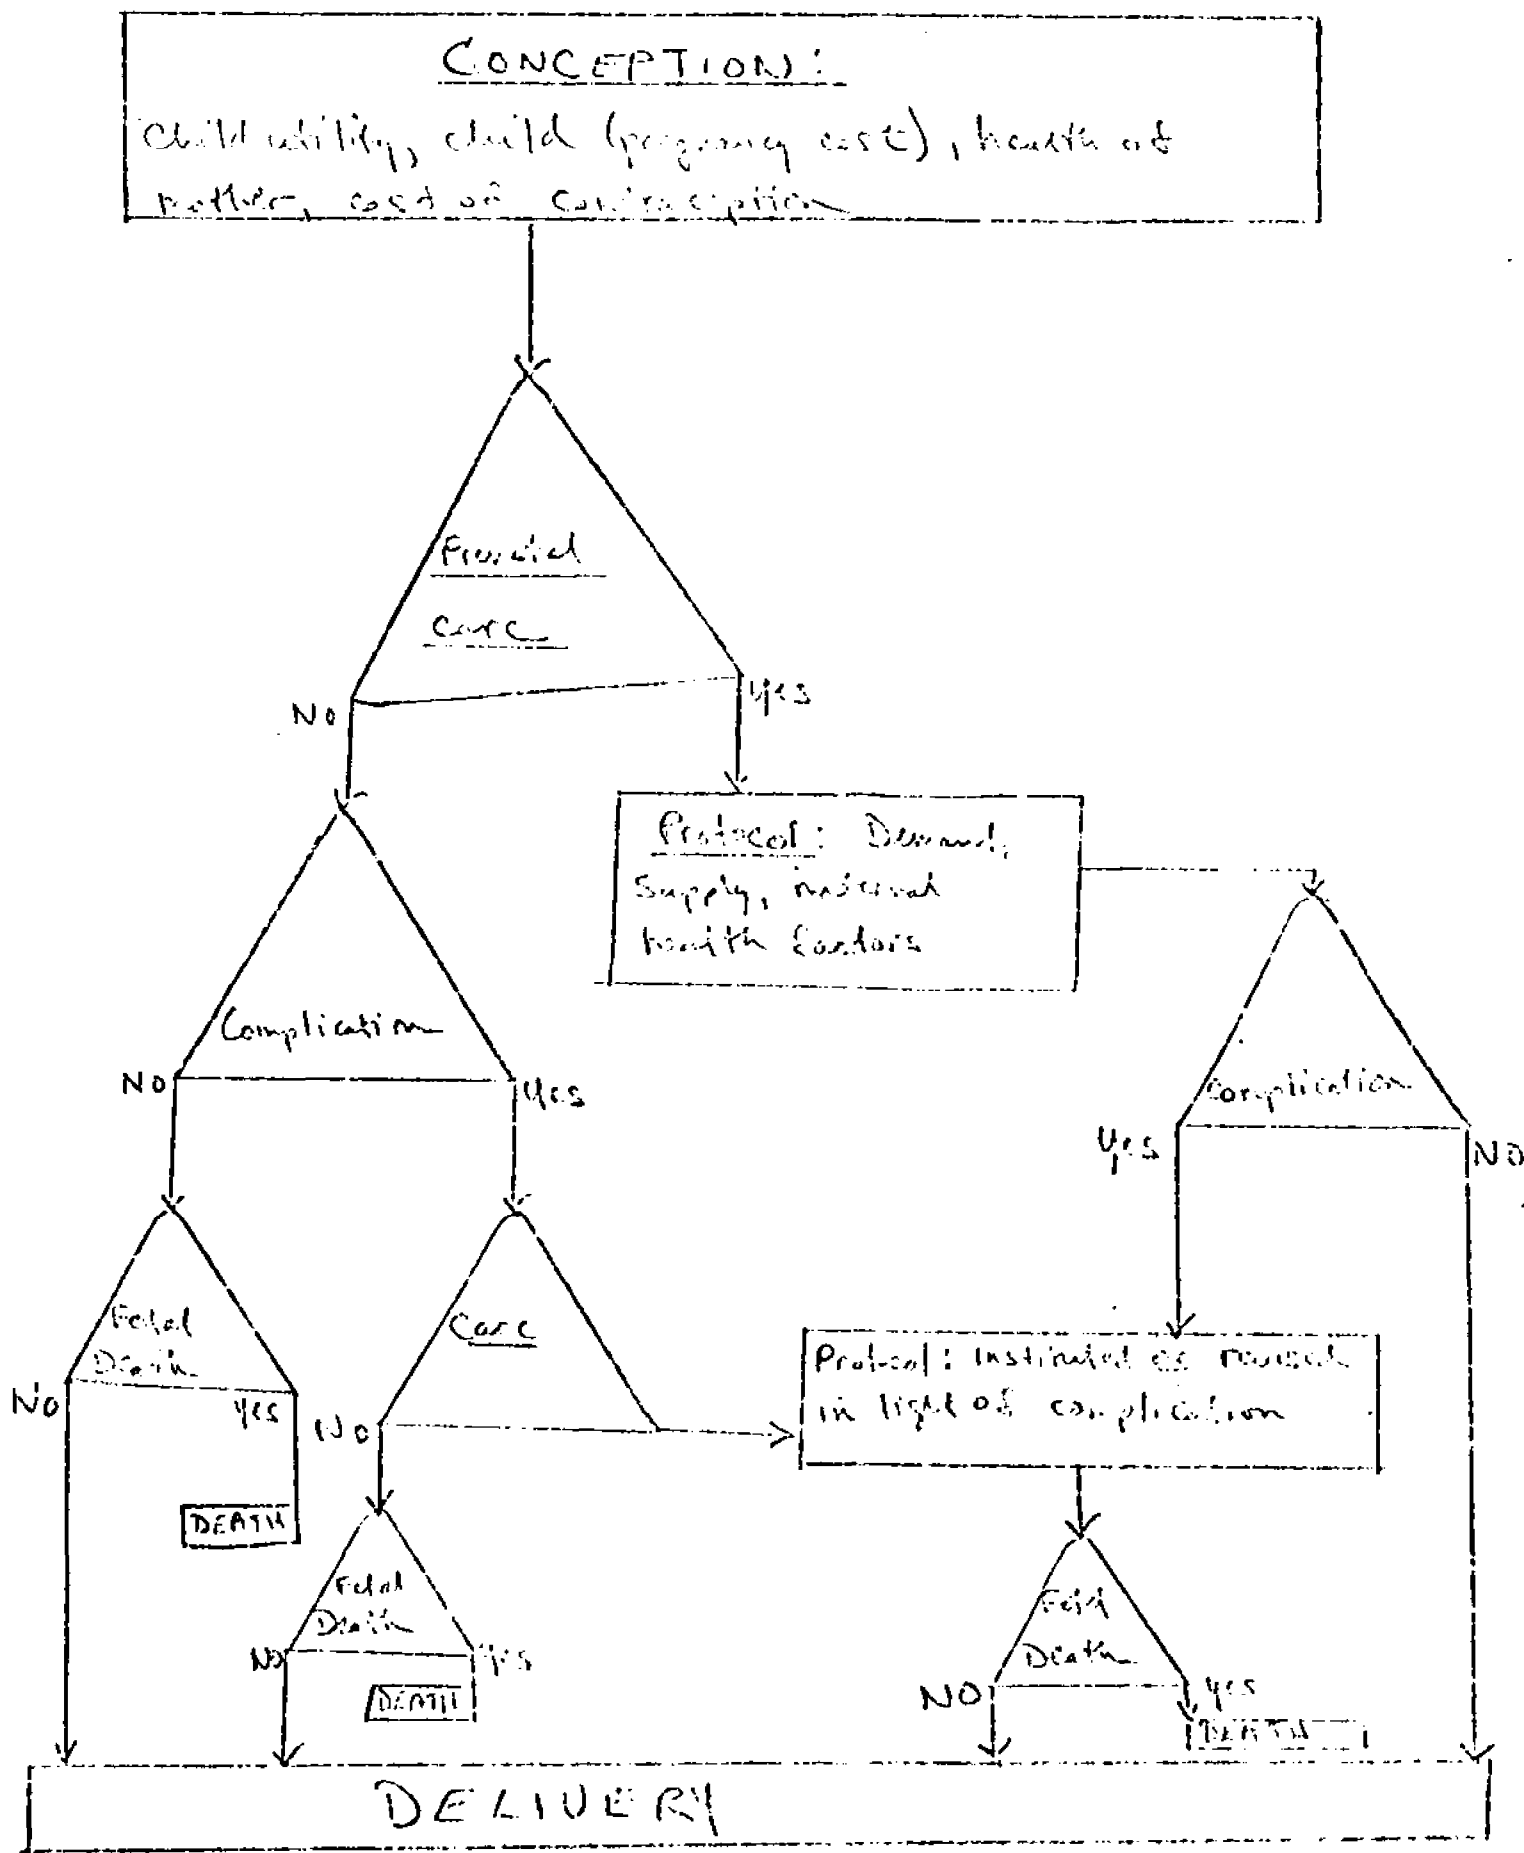 CONCEPTION:
Child utility, child (pregnancy cost), health of
mother, cost of contraception
Prenatal
care
No
Yes
Protocol: Demand,
Supply, maternal
health factors
Complication
No
Yes
Complication
Yes
No
Fetal
Death
No
Yes
DEATH
Care
No
Protocol: Instituted or revised
in light of complication
Fetal
Death
No
Yes
DEATH
Fetal
Death
NO
Yes
DEATH
DELIVERY